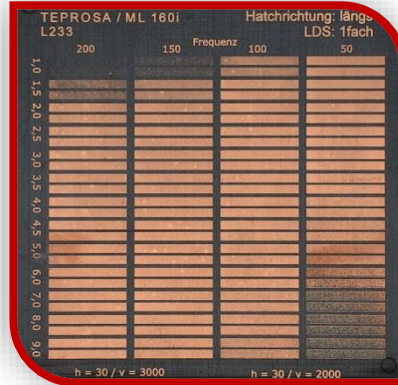 TEPROSA / ML 160i
Hatchrichtung: längs
L233
LDS: 1fach
Frequenz
200 150 100 50
1,0
1,5
2,0
2,5
3,0
3,5
4,0
4,5
5,0
6,0
7,0
8,0
9,0
h = 30 / v = 3000
h = 30 / v = 2000